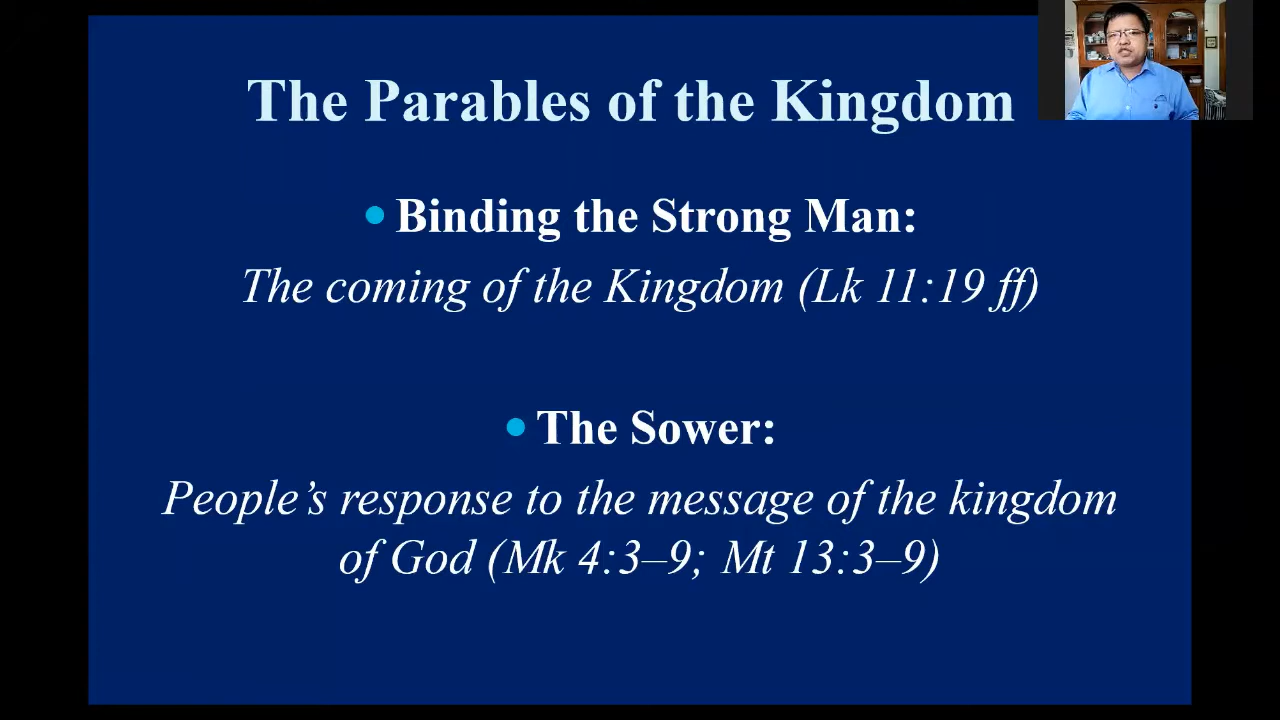 The Parables of the Kingdom
• Binding the Strong Man:
The coming of the Kingdom (Lk 11:19 ff)
• The Sower:
People’s response to the message of the kingdom
of God (Mk 4:3–9; Mt 13:3–9)